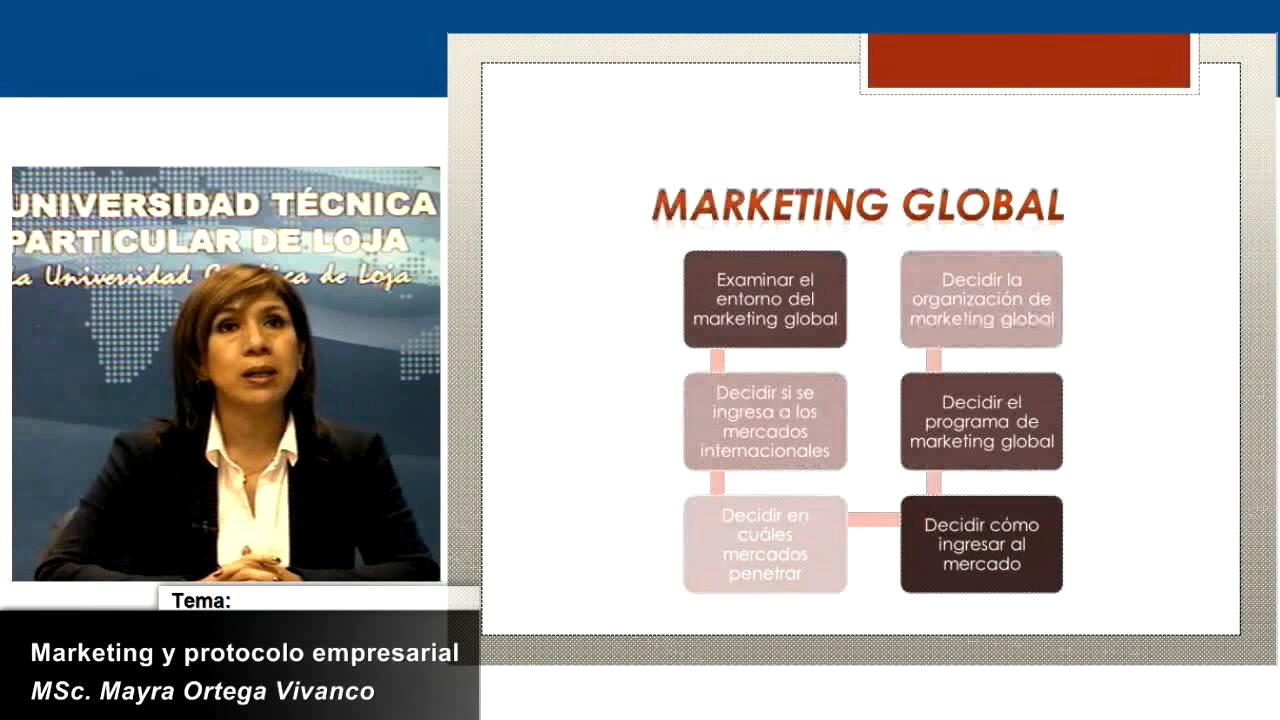 UNIVERSIDAD TÉCNICA
PARTICULAR DE LOJA
La Universidad Católica de Loja
Tema:
Marketing y protocolo empresarial
MSc. Mayra Ortega Vivanco
MARKETING GLOBAL
Examinar el
entorno del
marketing global
Decidir si se
ingresa a los
mercados
internacionales
Decidir en
cuáles
mercados
penetrar
Decidir cómo
ingresar al
mercado
Decidir el
programa de
marketing global
Decidir la
organización de
marketing global